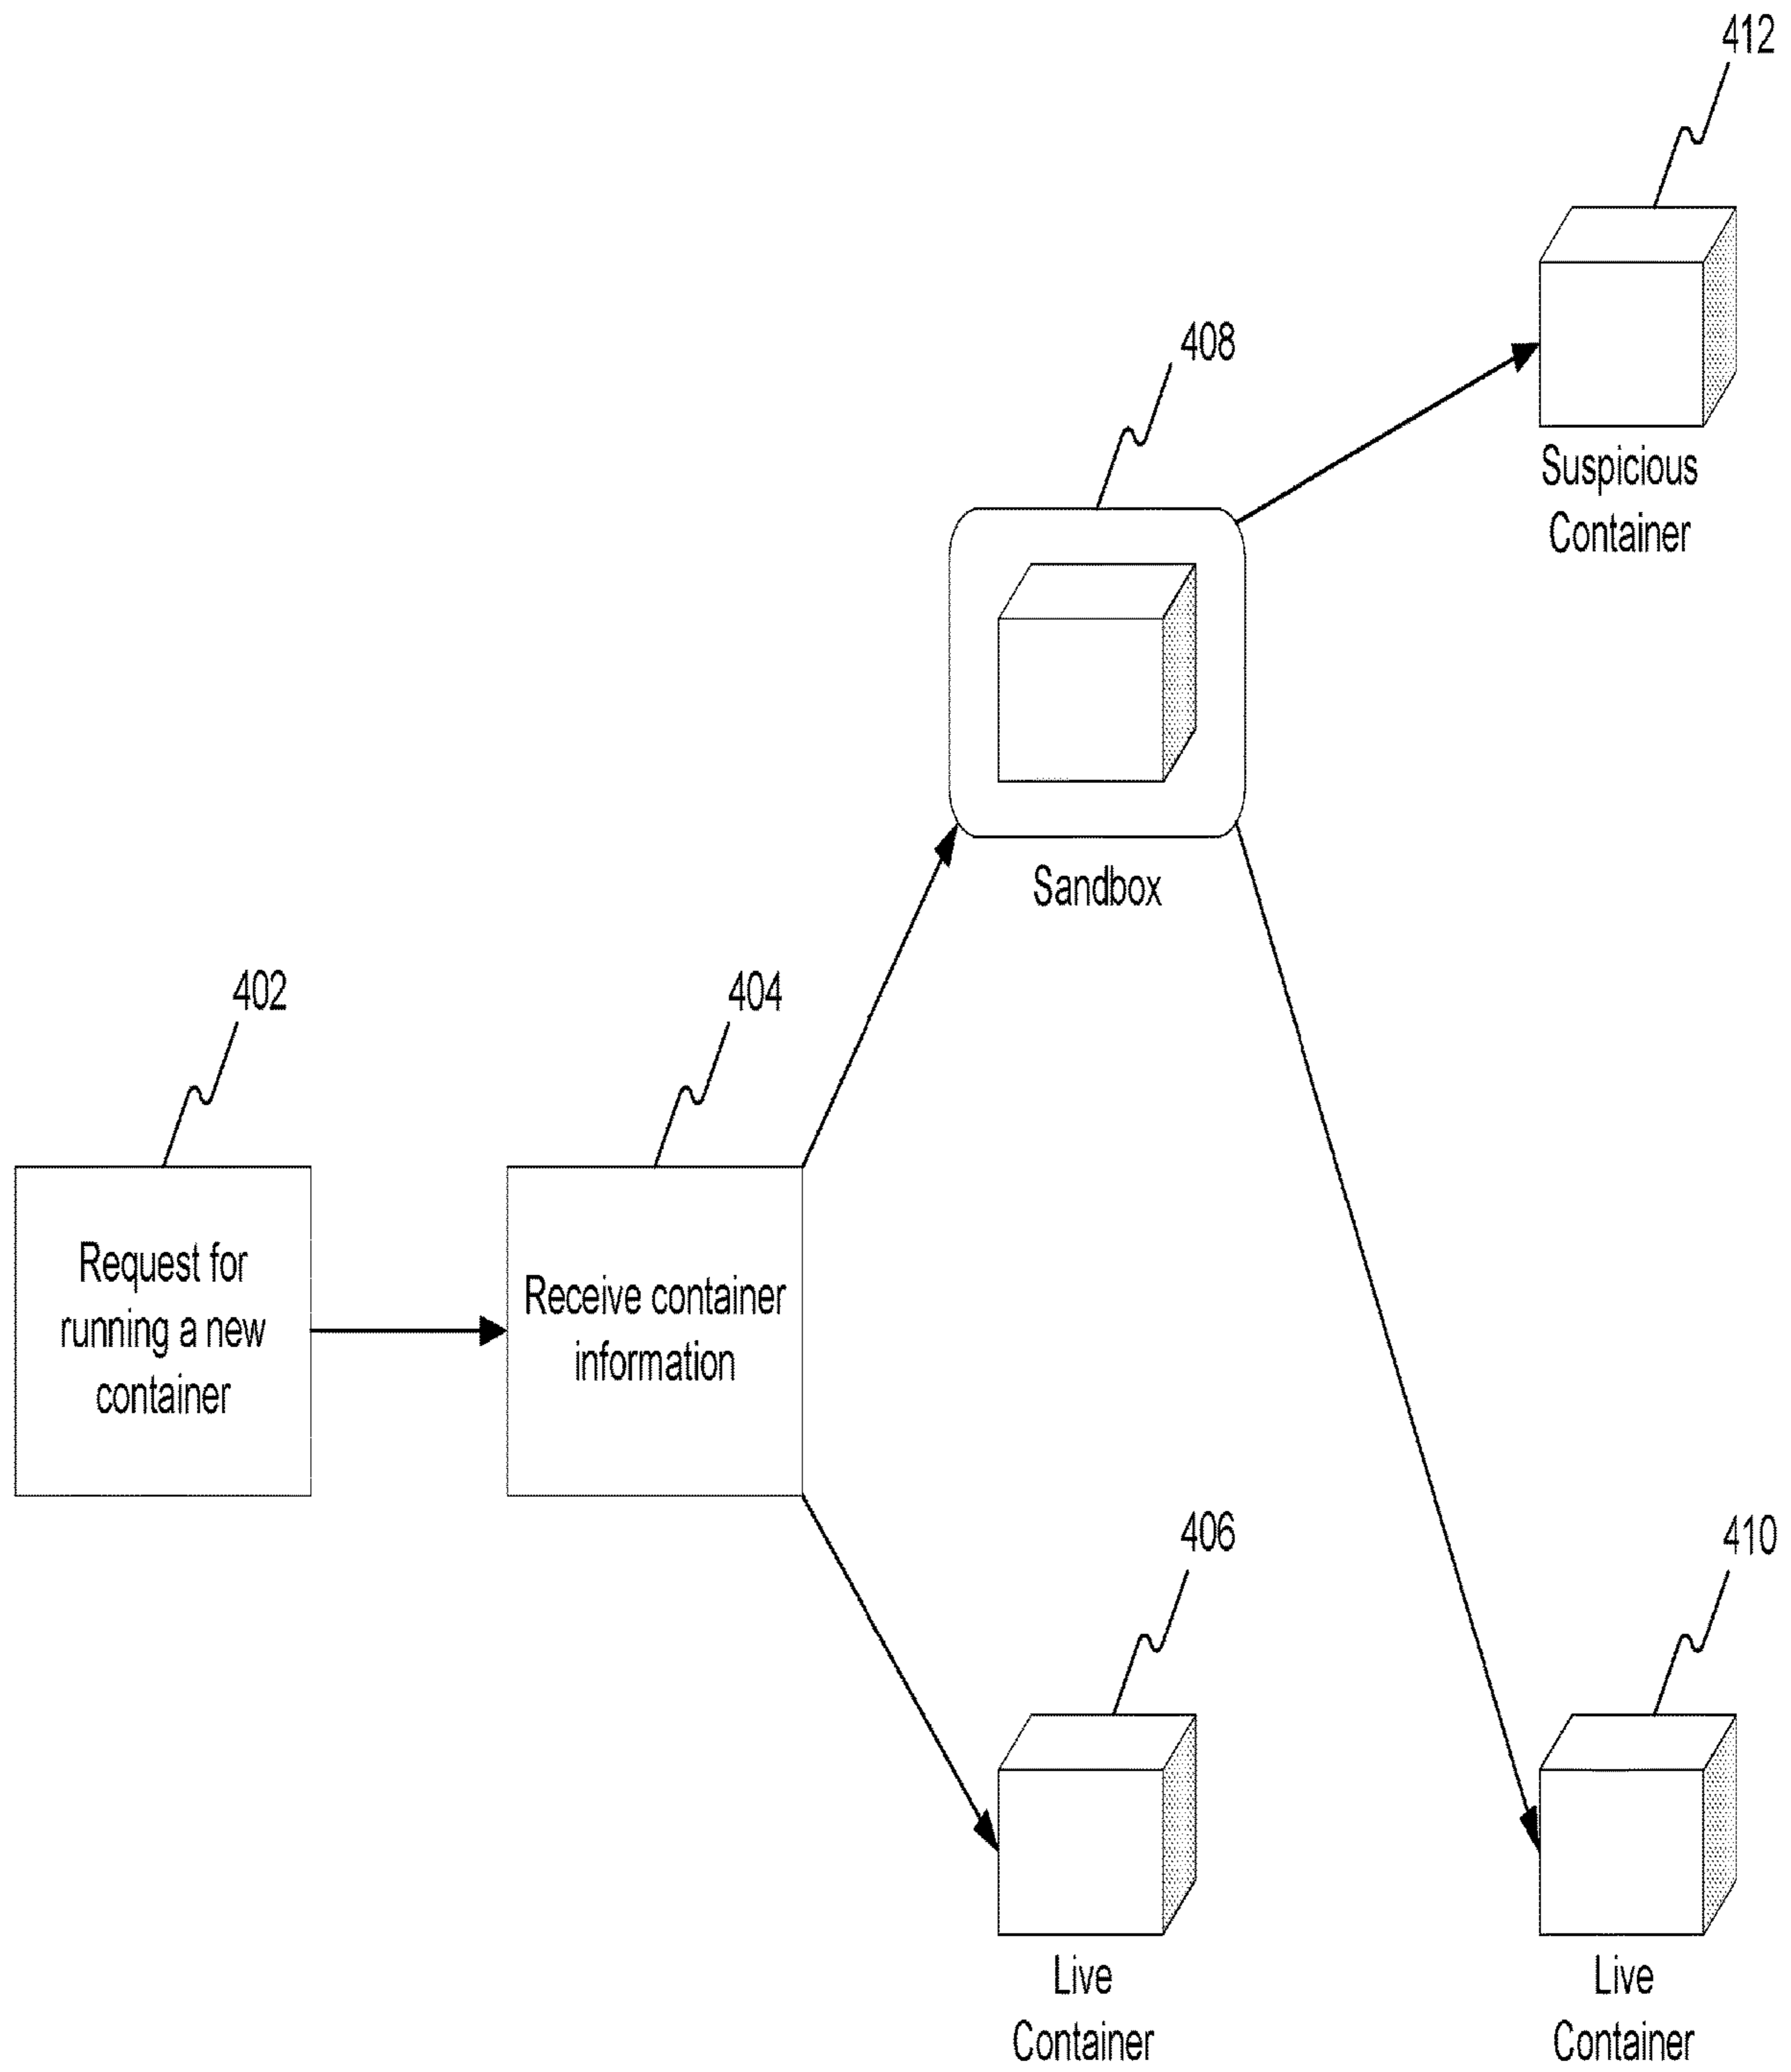 412
408
Suspicious
Container
Sandbox
402
404
Request for
running a new
container
Receive container
information
406
410
Live
Container
Live
Container